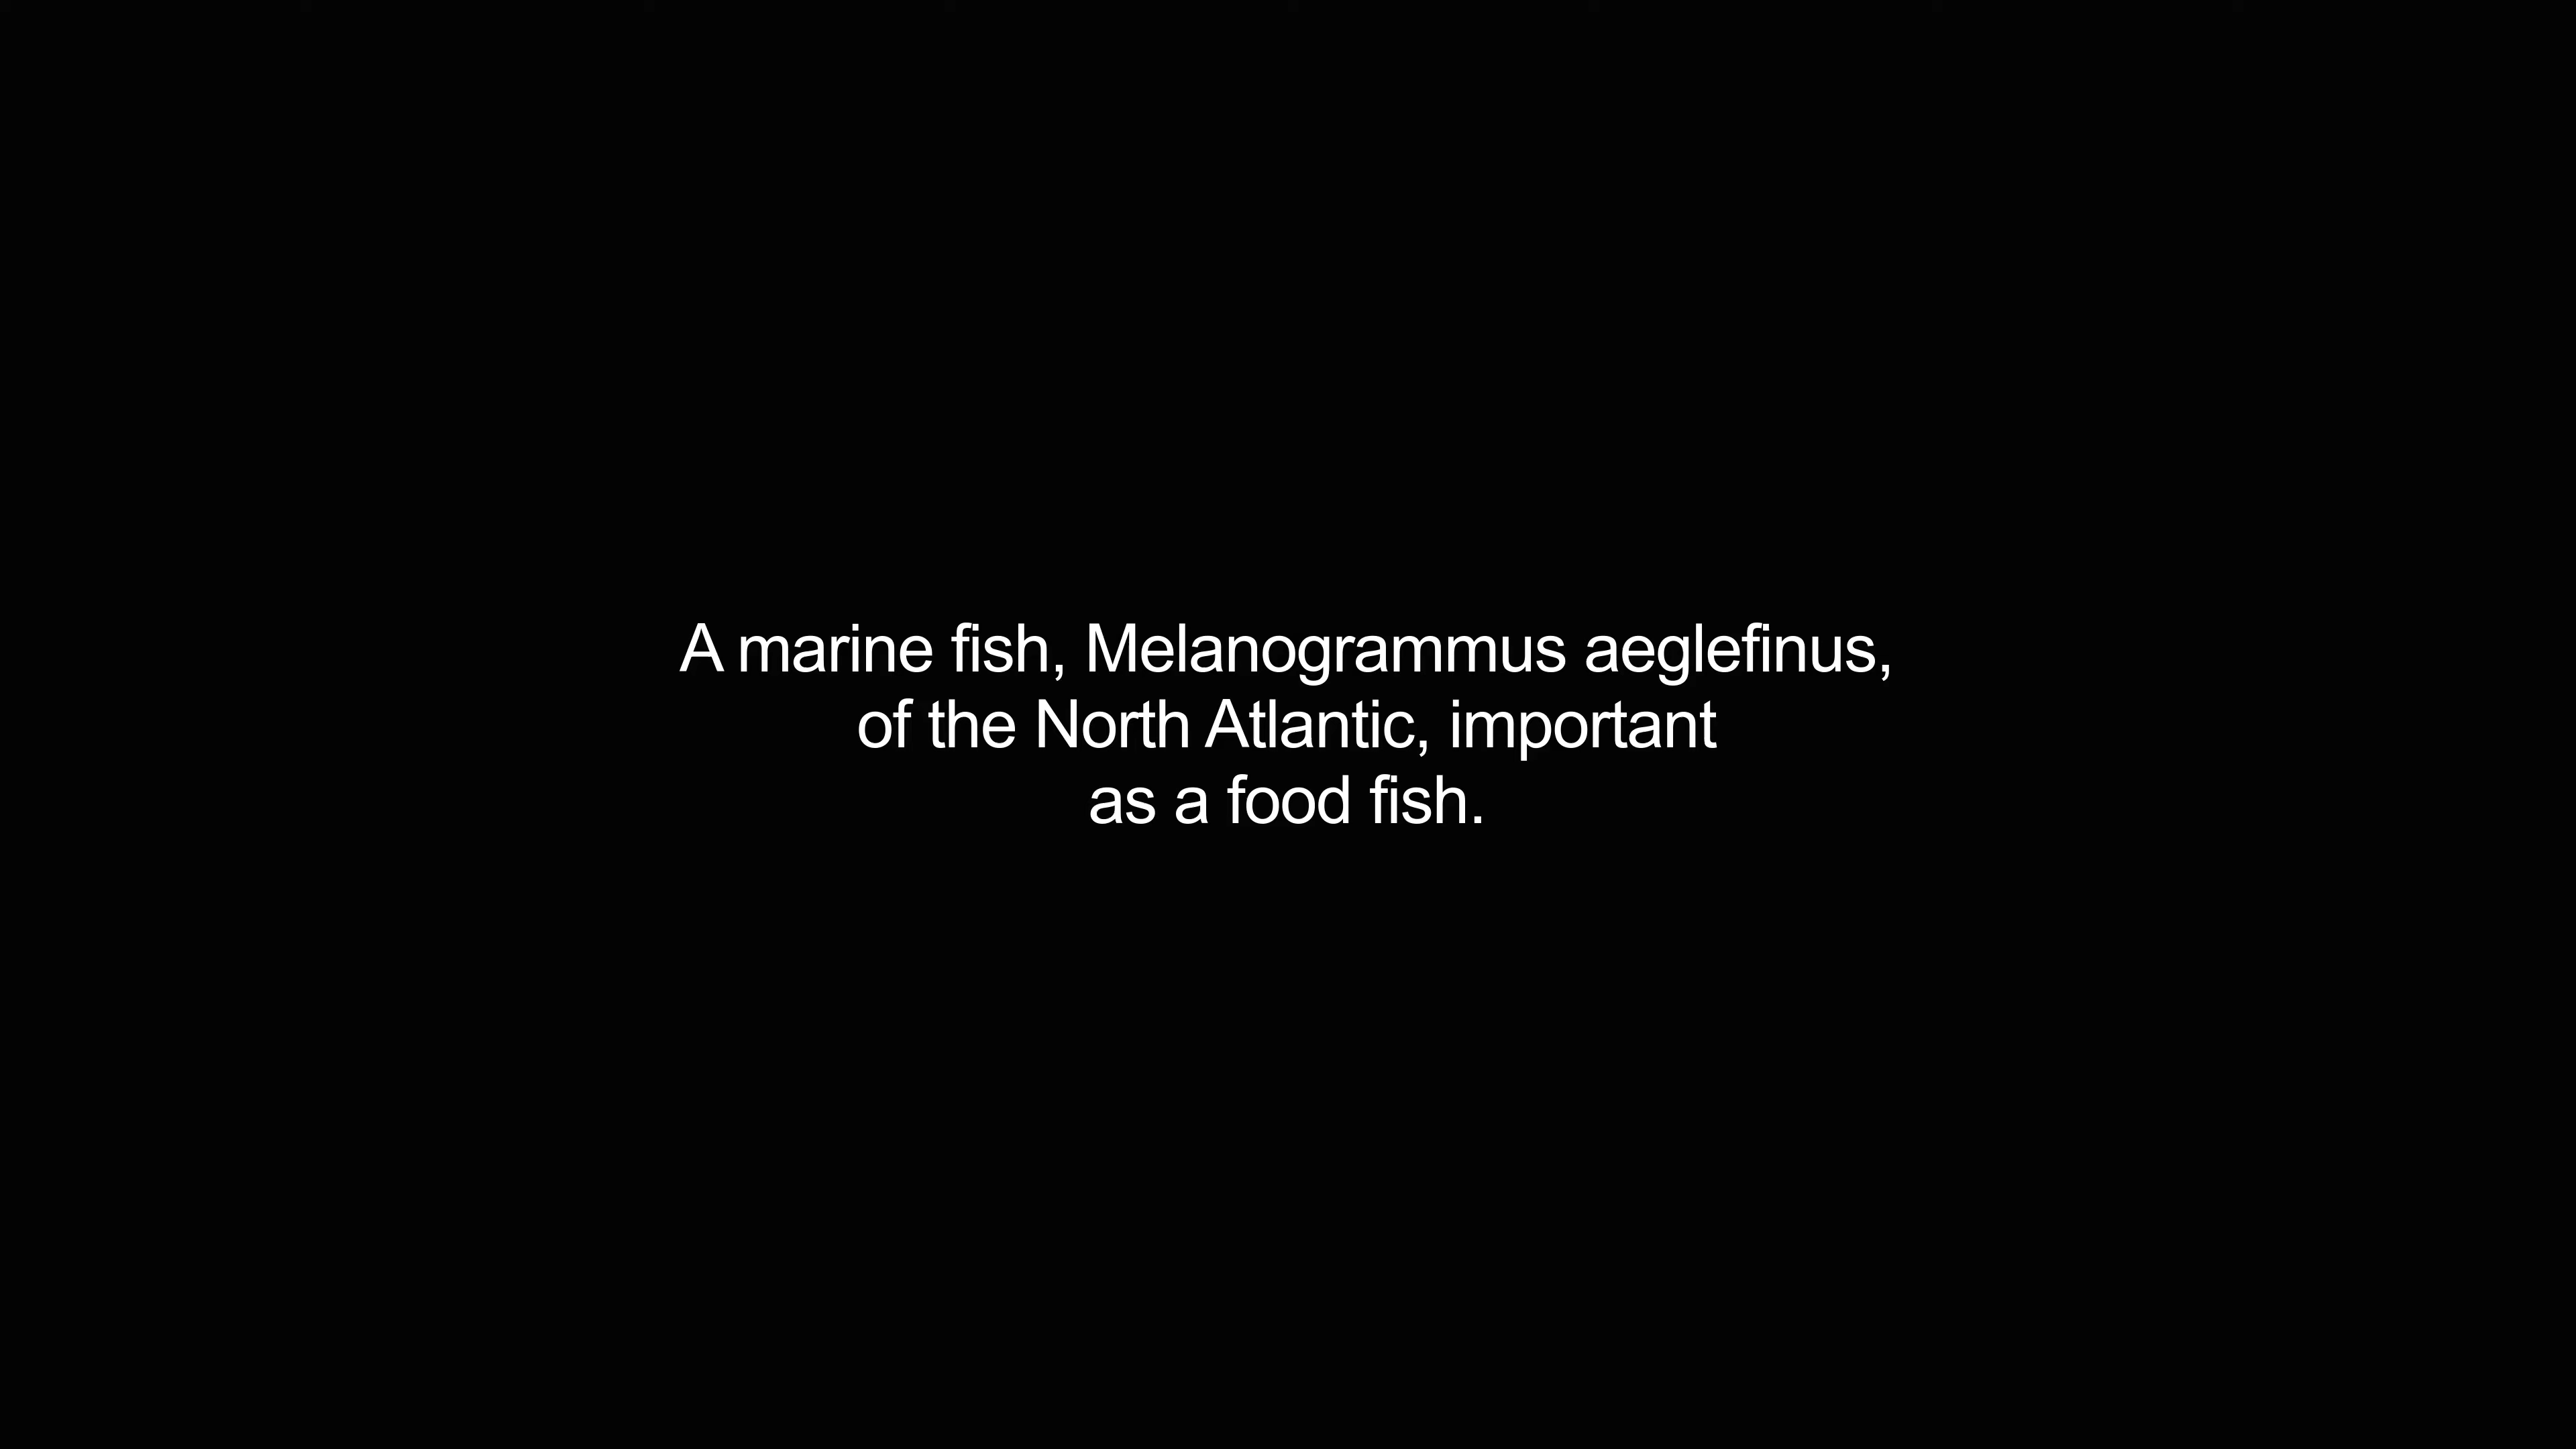 A marine fish, Melanogrammus aeglefinus,
of the North Atlantic, important
as a food fish.